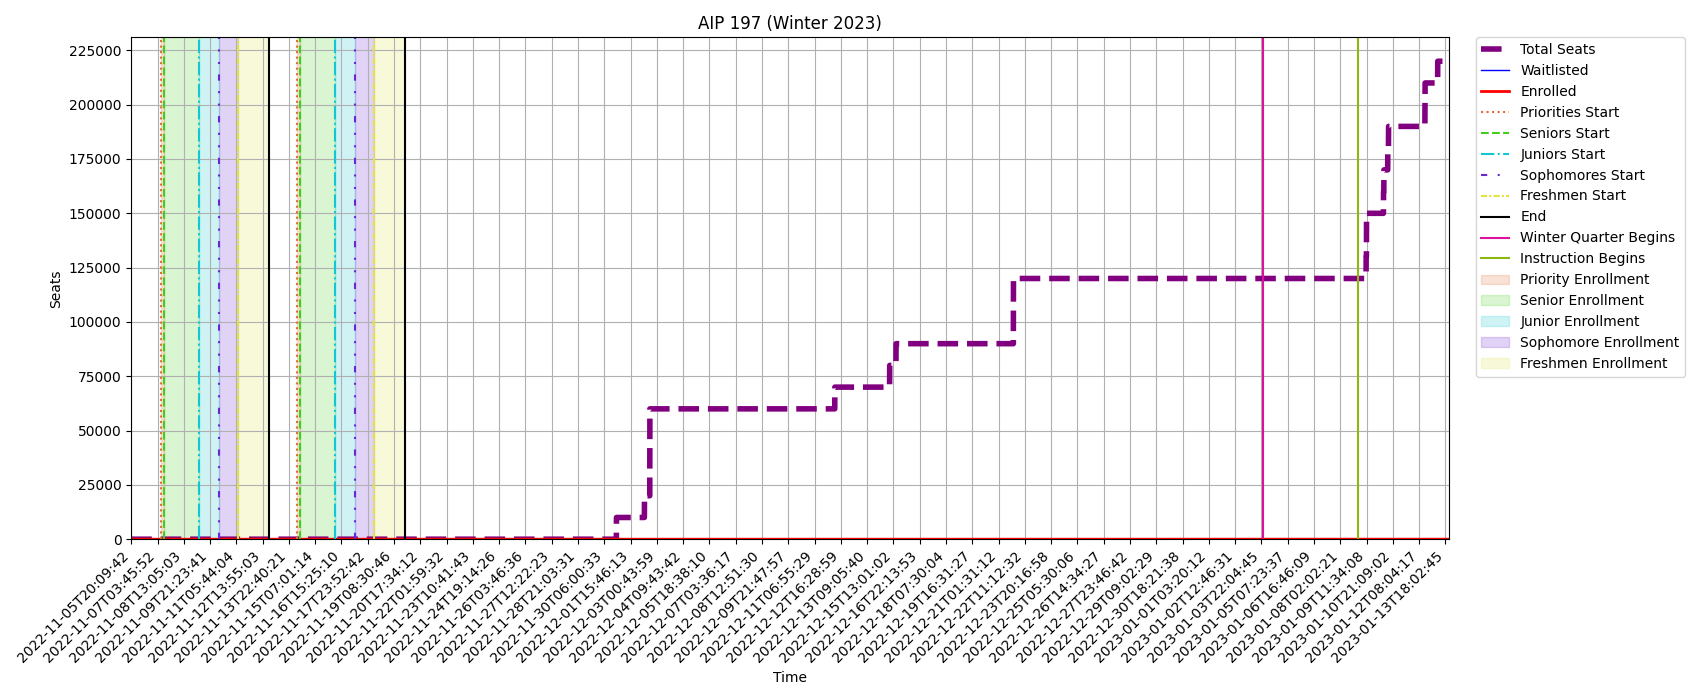 AIP 197 (Winter 2023)
225000
200000
175000
150000
125000
100000
75000
50000
25000
0
Seats
2022-11-05T20:09:42
2022-11-07T03:45:52
2022-11-08T13:05:03
2022-11-09T21:23:41
2022-11-11T05:44:04
2022-11-12T13:55:03
2022-11-13T22:40:21
2022-11-15T07:01:14
2022-11-16T15:25:10
2022-11-17T23:52:42
2022-11-19T08:30:46
2022-11-20T17:34:12
2022-11-22T01:59:32
2022-11-23T10:41:43
2022-11-24T19:14:26
2022-11-26T03:46:36
2022-11-27T12:22:23
2022-11-28T21:03:31
2022-11-30T06:00:33
2022-12-01T15:46:13
2022-12-03T00:43:59
2022-12-04T09:43:42
2022-12-05T18:38:10
2022-12-07T03:36:17
2022-12-08T12:51:30
2022-12-09T21:47:57
2022-12-11T06:55:29
2022-12-12T16:28:59
2022-12-13T19:05:40
2022-12-15T13:01:02
2022-12-16T22:13:53
2022-12-18T07:30:04
2022-12-19T16:31:27
2022-12-21T01:31:12
2022-12-22T11:12:32
2022-12-23T20:16:58
2022-12-25T05:30:06
2022-12-26T14:34:27
2022-12-27T23:46:42
2022-12-29T09:02:29
2022-12-30T18:21:38
2023-01-01T03:20:12
2023-01-02T12:46:31
2023-01-03T22:04:45
2023-01-05T07:23:37
2023-01-06T16:46:09
2023-01-08T02:02:21
2023-01-09T11:34:08
2023-01-10T21:09:02
2023-01-12T08:04:17
2023-01-13T18:02:45
Time
Total Seats
Waitlisted
Enrolled
Priorities Start
Seniors Start
Juniors Start
Sophomores Start
Freshmen Start
End
Winter Quarter Begins
Instruction Begins
Priority Enrollment
Senior Enrollment
Junior Enrollment
Sophomore Enrollment
Freshmen Enrollment